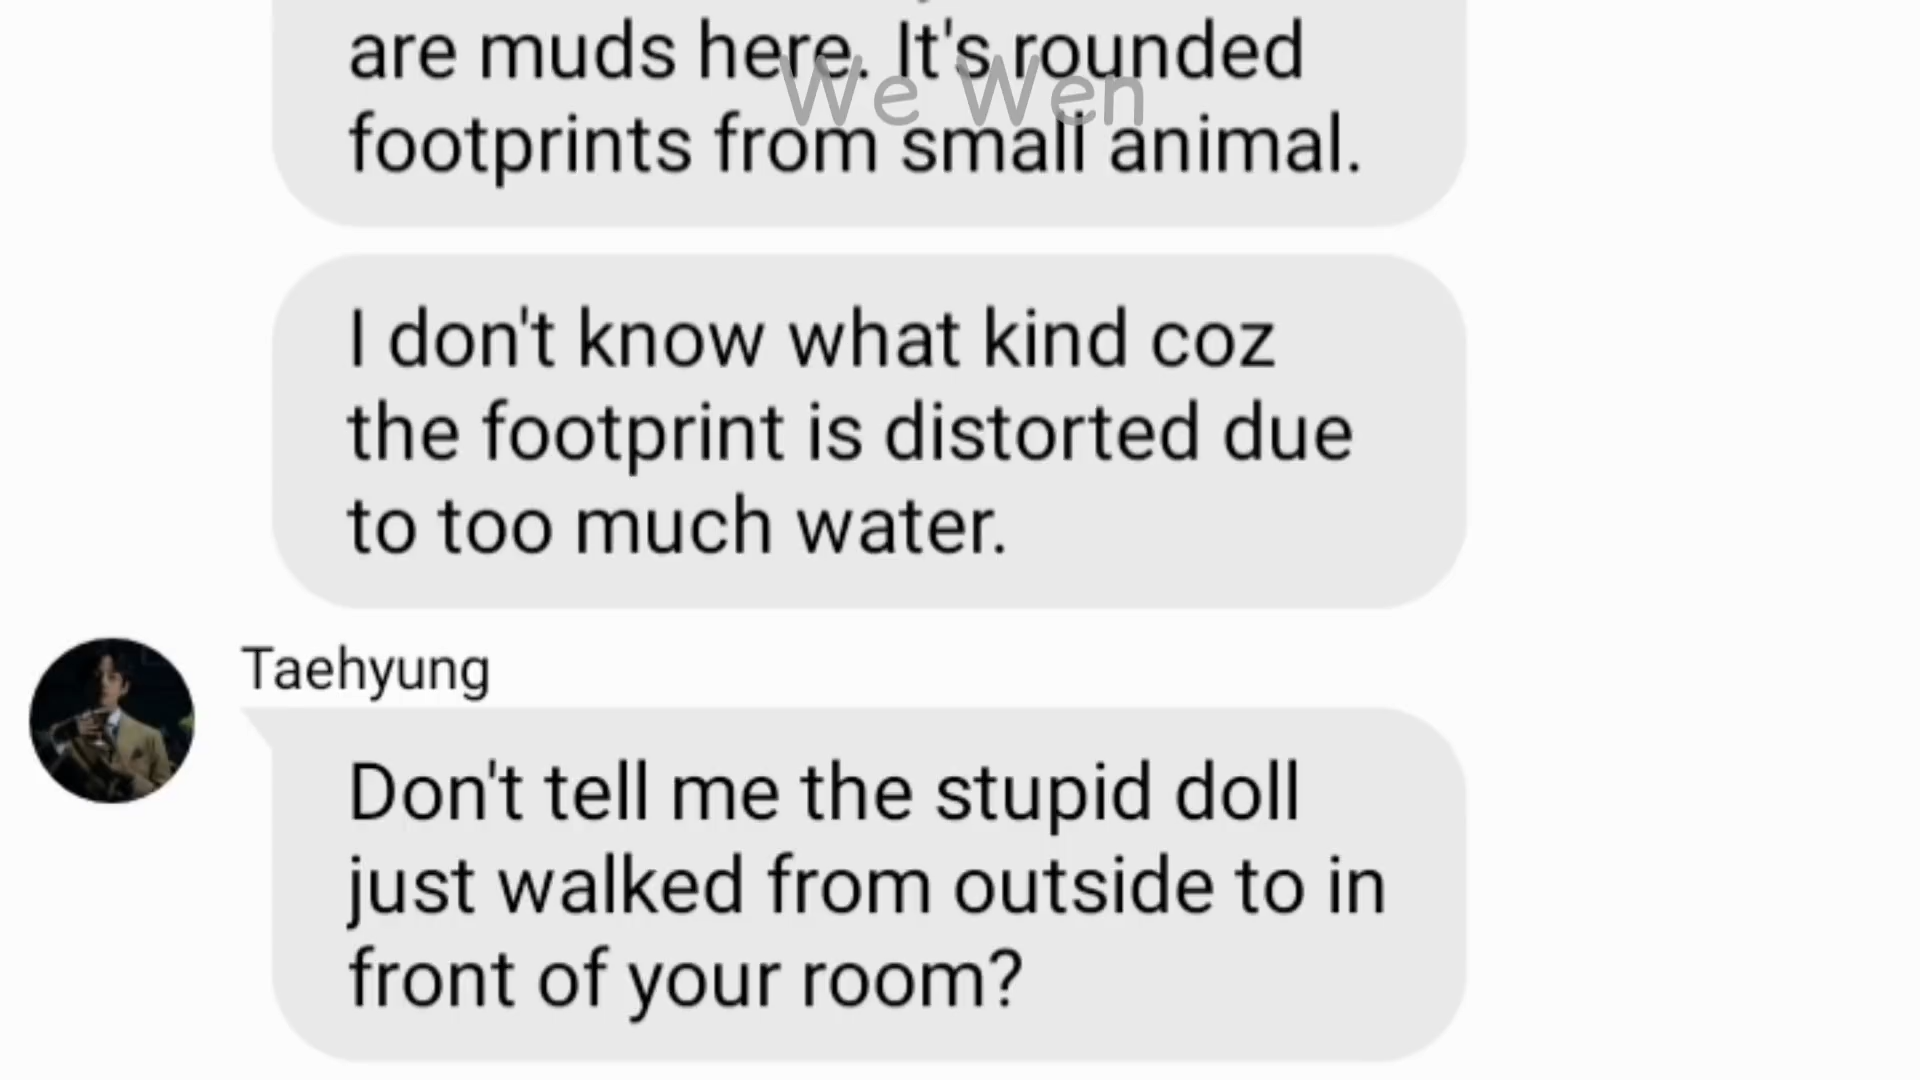 are muds here. It's rounded
We Wen
footprints from small animal.
I don't know what kind coz
the footprint is distorted due
to too much water.
Taehyung
Don't tell me the stupid doll
just walked from outside to in
front of your room?